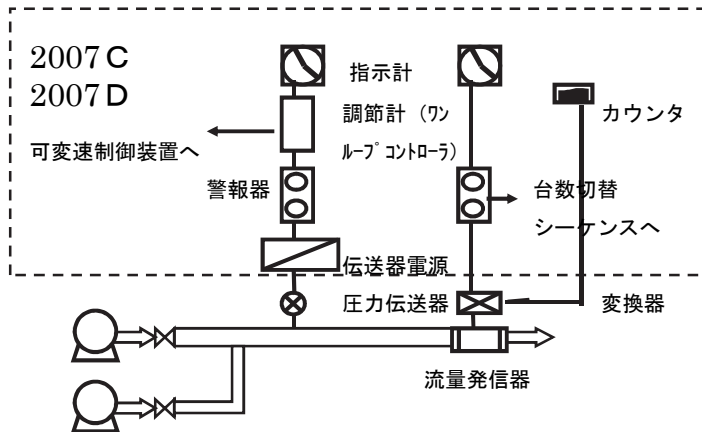 2007C
2007D
指示計
調節計（ワン
ループコントローラ）
カウンタ
可変速制御装置へ
警報器
台数切替
シーケンスへ
伝送器電源
圧力伝送器
変換器
流量発信器